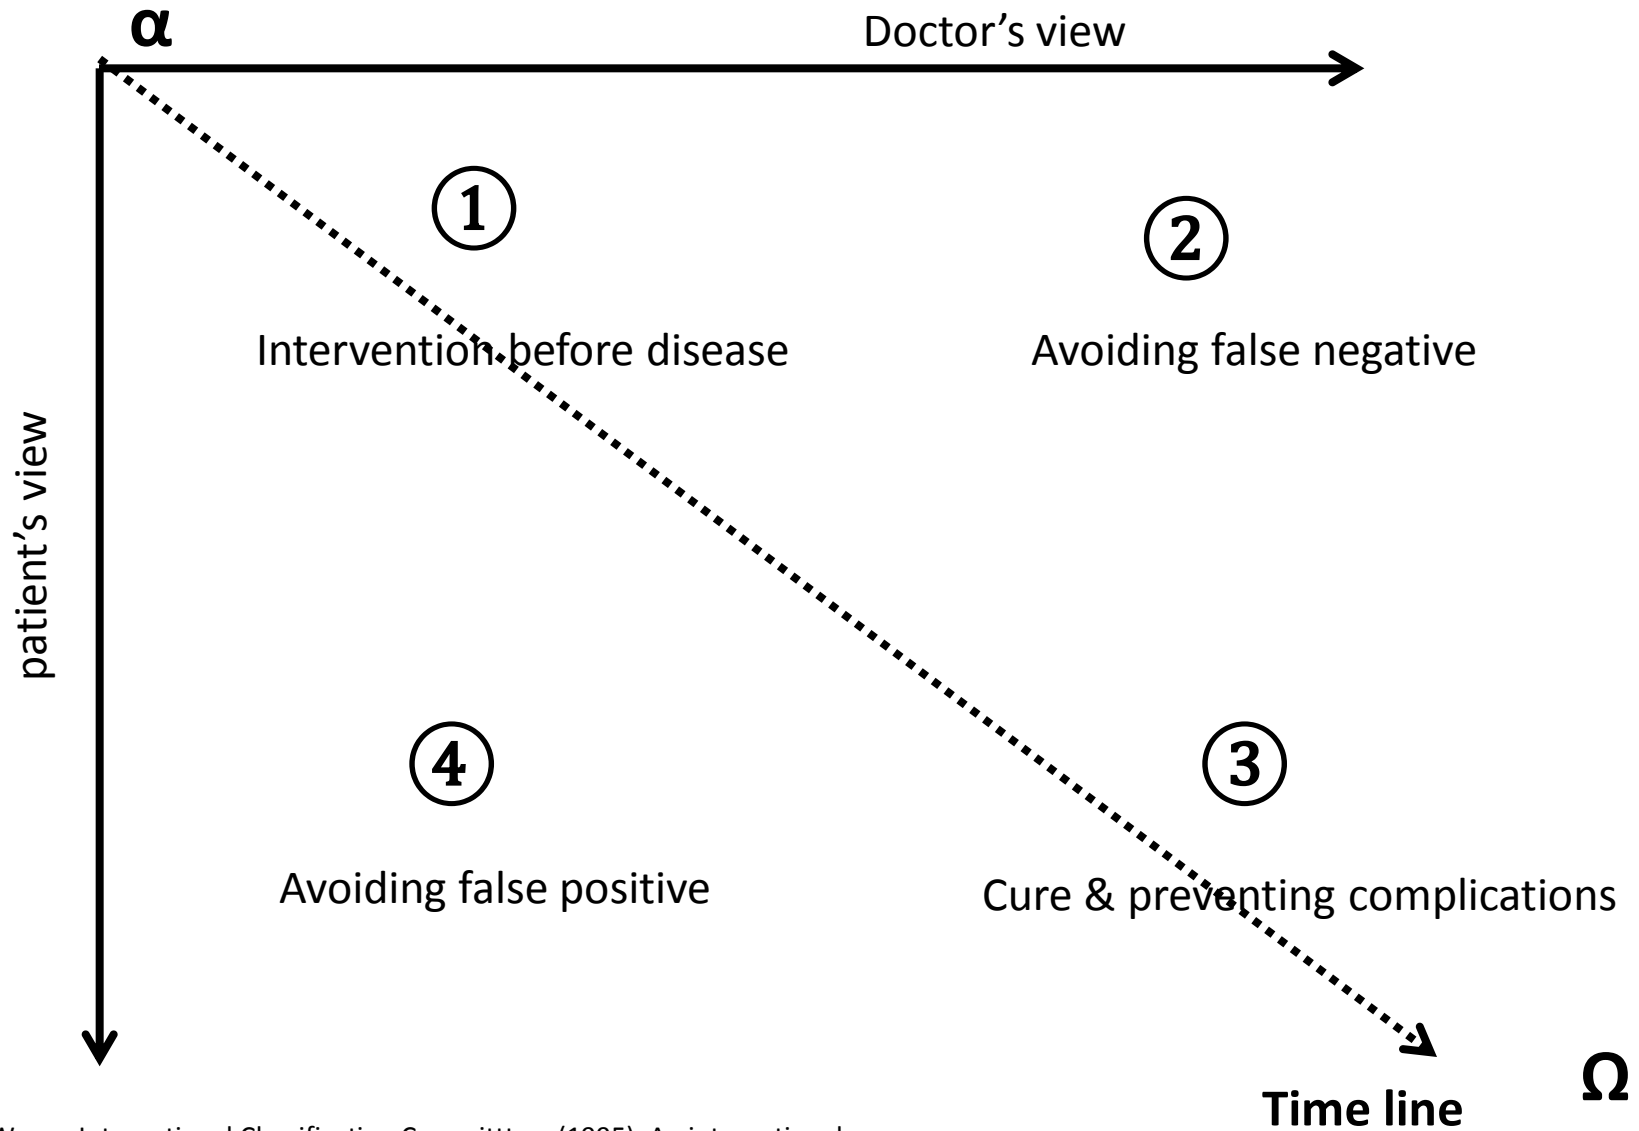 α
Doctor's view
①
②
Intervention before disease
Avoiding false negative
patient's view
④
③
Avoiding false positive
Cure & preventing complications
Ω
Time line